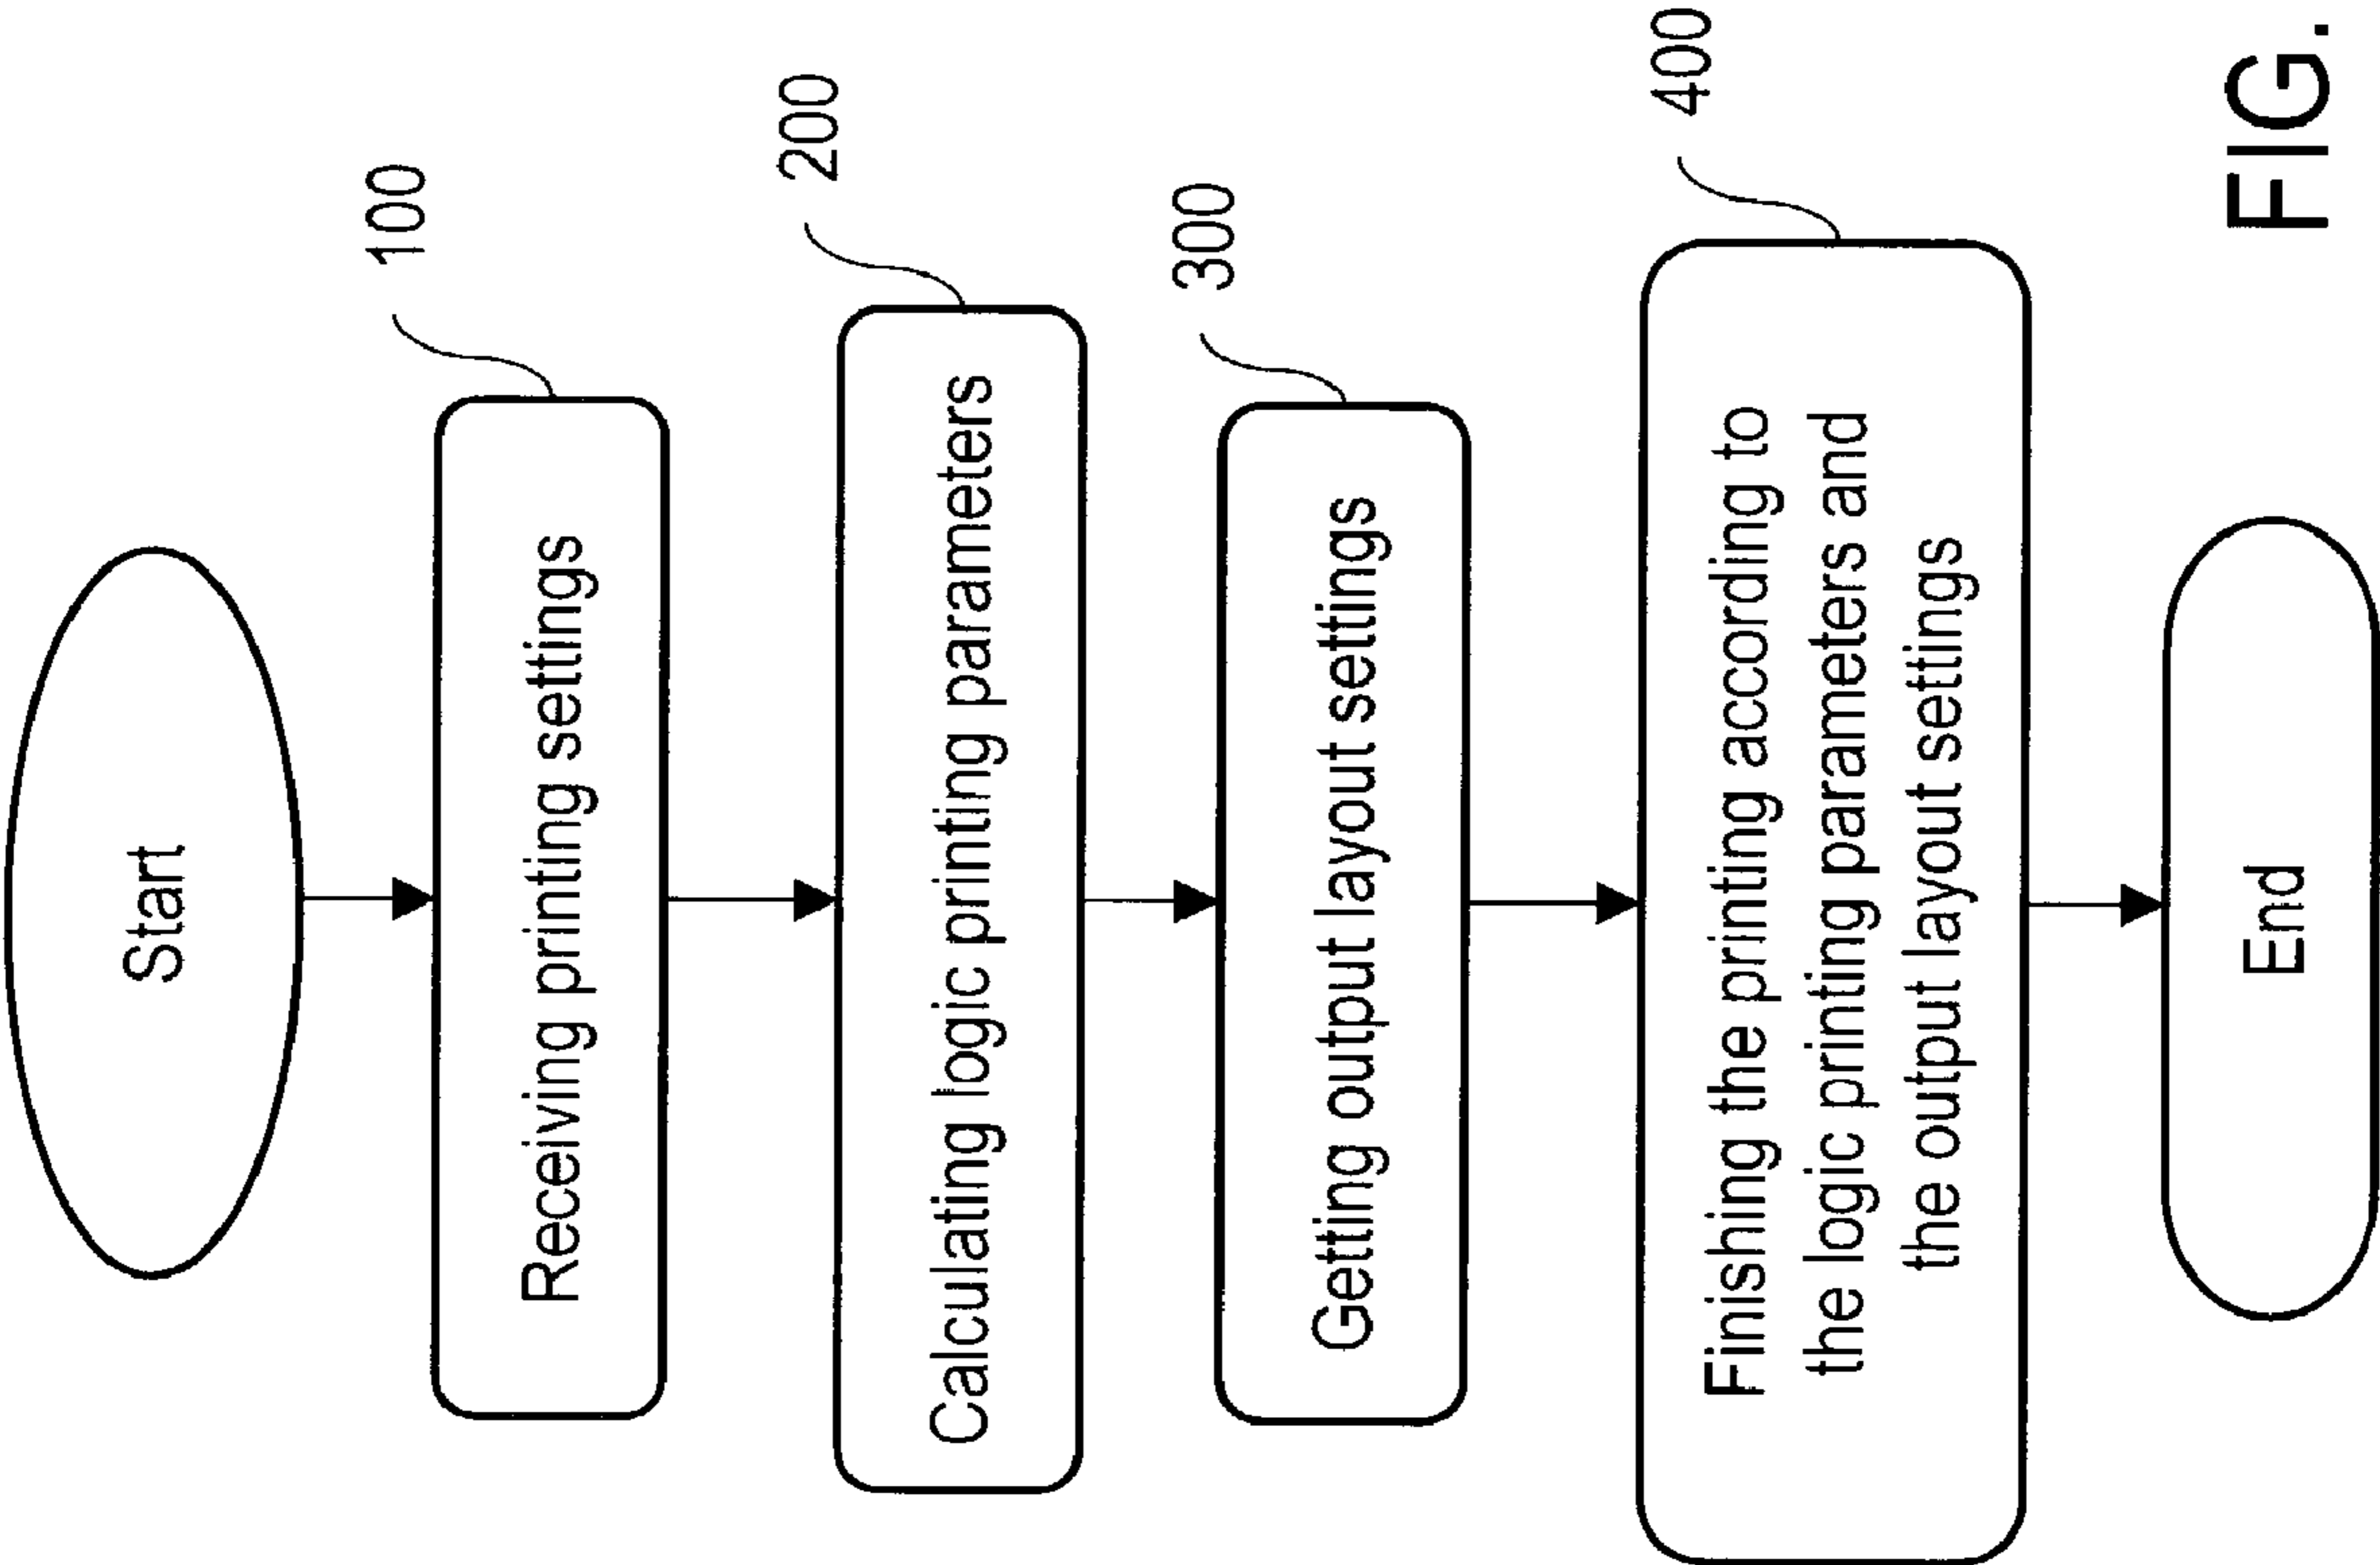 Start
100
Receiving printing settings
200
Calculating logic printing parameters
300
Getting output layout settings
400
Finishing the printing according to
the logic printing parameters and
the output layout settings
End
FIG.